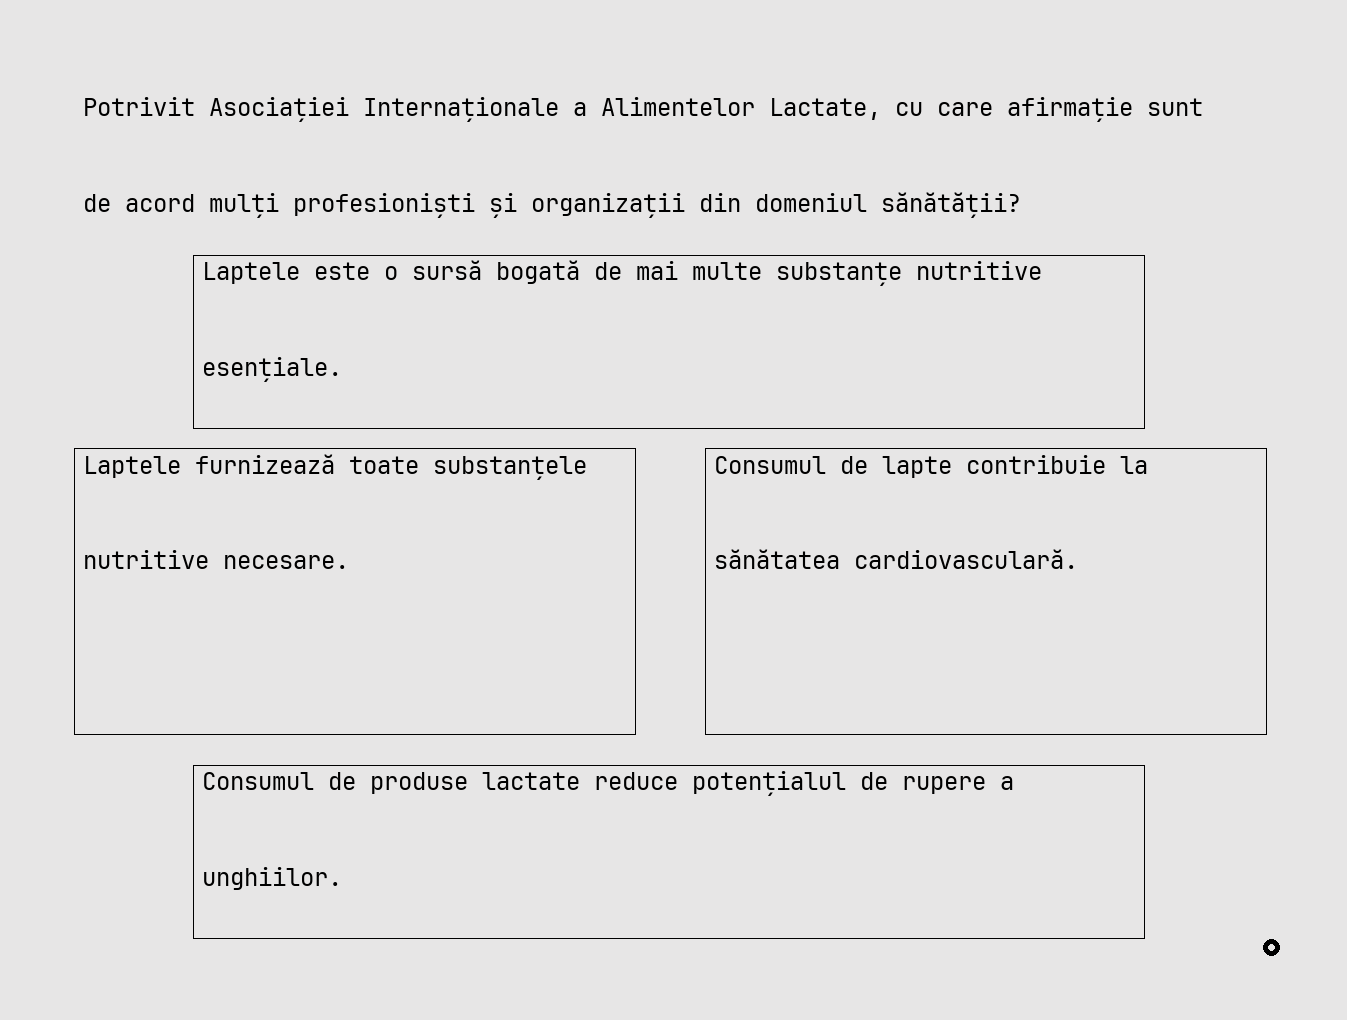 Potrivit Asociației Internaționale a Alimentelor Lactate, cu care afirmație sunt
de acord mulți profesioniști și organizații din domeniul sănătății?
Laptele este o sursă bogată de mai multe substanțe nutritive
esențiale.
Laptele furnizează toate substanțele
nutritive necesare.
Consumul de lapte contribuie la
sănătatea cardiovasculară.
Consumul de produse lactate reduce potențialul de rupere a
unghiilor.